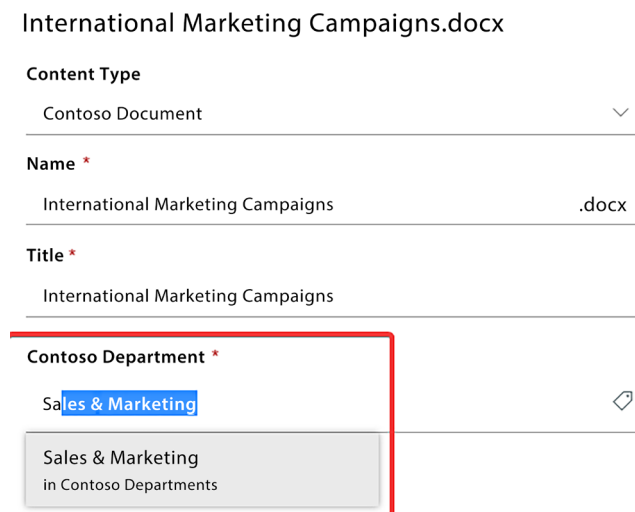 International Marketing Campaigns.docx
Content Type
Contoso Document
Name *
International Marketing Campaigns .docx
Title *
International Marketing Campaigns
Contoso Department *
Sales & Marketing
Sales & Marketing
in Contoso Departments